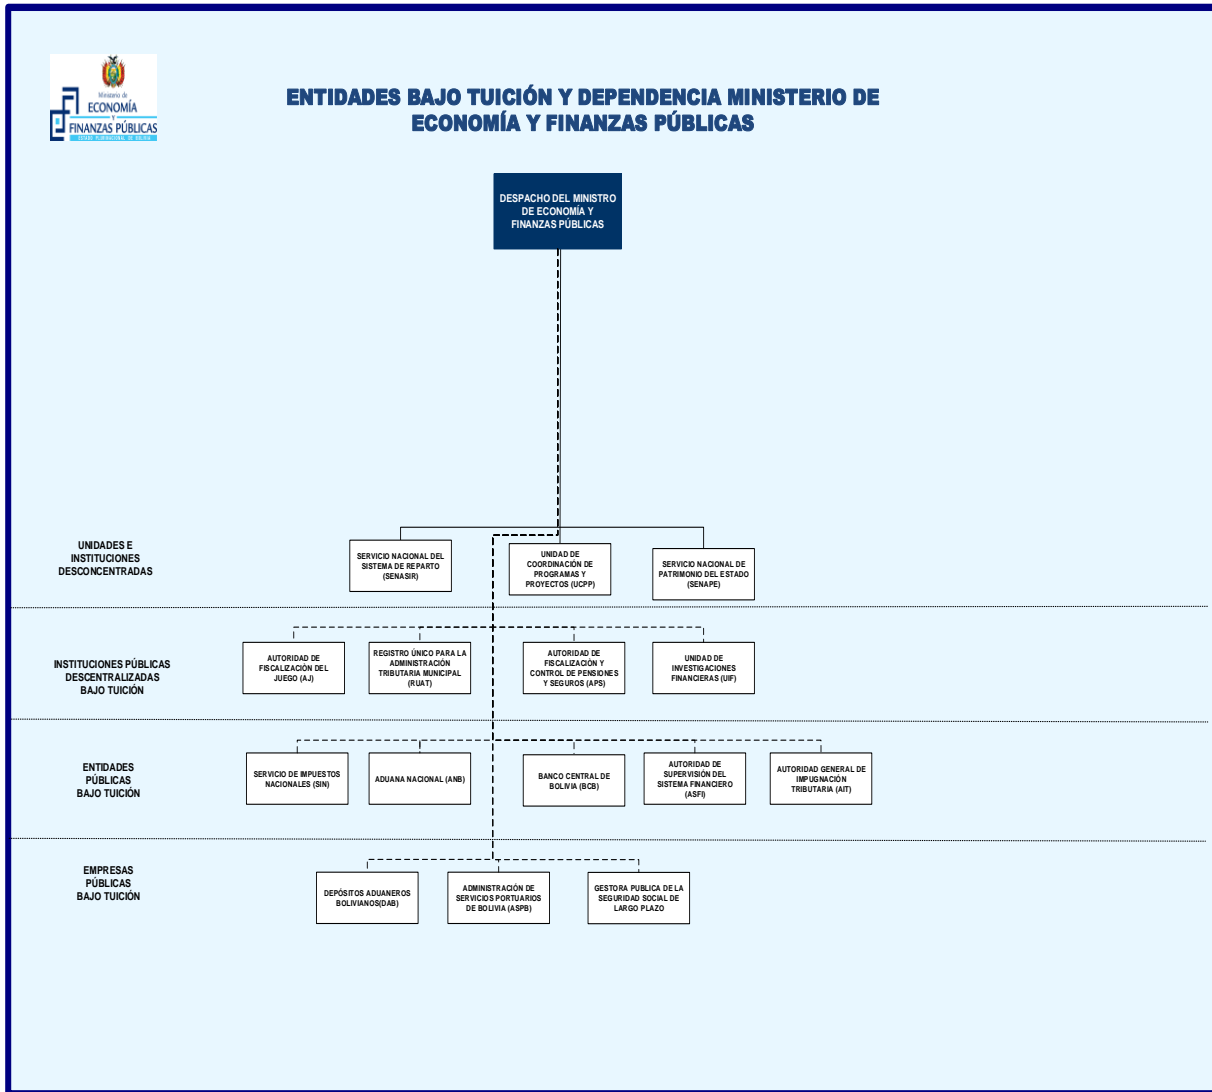 Ministerio de
ECONOMÍA
Y
FINANZAS PÚBLICAS
ESTADO PLURINACIONAL DE BOLIVIA
ENTIDADES BAJO TUICIÓN Y DEPENDENCIA MINISTERIO DE
ECONOMÍA Y FINANZAS PÚBLICAS
DESPACHO DEL MINISTRO
DE ECONOMÍA Y
FINANZAS PÚBLICAS
UNIDADES E
INSTITUCIONES
DESCONCENTRADAS
SERVICIO NACIONAL DEL
SISTEMA DE REPARTO
(SENASIR)
UNIDAD DE
COORDINACIÓN DE
PROGRAMAS Y
PROYECTOS (UCPP)
SERVICIO NACIONAL DE
PATRIMONIO DEL ESTADO
(SENAPE)
INSTITUCIONES PÚBLICAS
DESCENTRALIZADAS
BAJO TUICIÓN
AUTORIDAD DE
FISCALIZACIÓN DEL
JUEGO (AJ)
REGISTRO ÚNICO PARA LA
ADMINISTRACIÓN
TRIBUTARIA MUNICIPAL
(RUAT)
AUTORIDAD DE
FISCALIZACIÓN Y
CONTROL DE PENSIONES
Y SEGUROS (APS)
UNIDAD DE
INVESTIGACIONES
FINANCIERAS (UIF)
ENTIDADES
PÚBLICAS
BAJO TUICIÓN
SERVICIO DE IMPUESTOS
NACIONALES (SIN)
ADUANA NACIONAL (ANB)
BANCO CENTRAL DE
BOLIVIA (BCB)
AUTORIDAD DE
SUPERVISIÓN DEL
SISTEMA FINANCIERO
(ASFI)
AUTORIDAD GENERAL DE
IMPUGNACIÓN
TRIBUTARIA (AIT)
EMPRESAS
PÚBLICAS
BAJO TUICIÓN
DEPÓSITOS ADUANEROS
BOLIVIANOS(DAB)
ADMINISTRACIÓN DE
SERVICIOS PORTUARIOS
DE BOLIVIA (ASPB)
GESTORA PUBLICA DE LA
SEGURIDAD SOCIAL DE
LARGO PLAZO